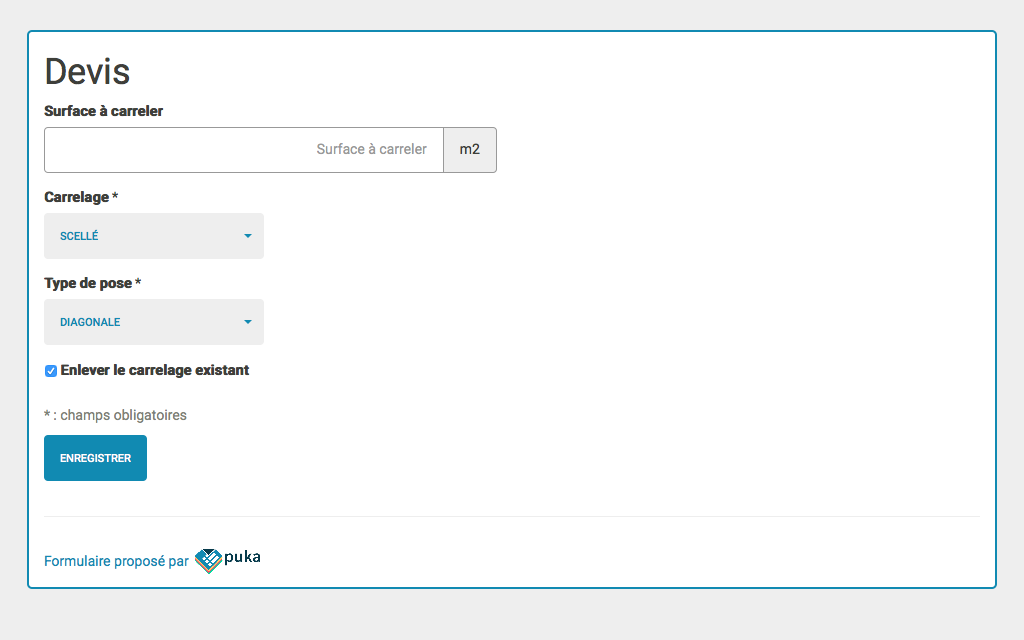 Devis
Surface à carreler
Surface à carreler m2
Carrelage *
SCELLÉ
Type de pose *
DIAGONALE
Enlever le carrelage existant
* : champs obligatoires
ENREGISTRER
Formulaire proposé par puka